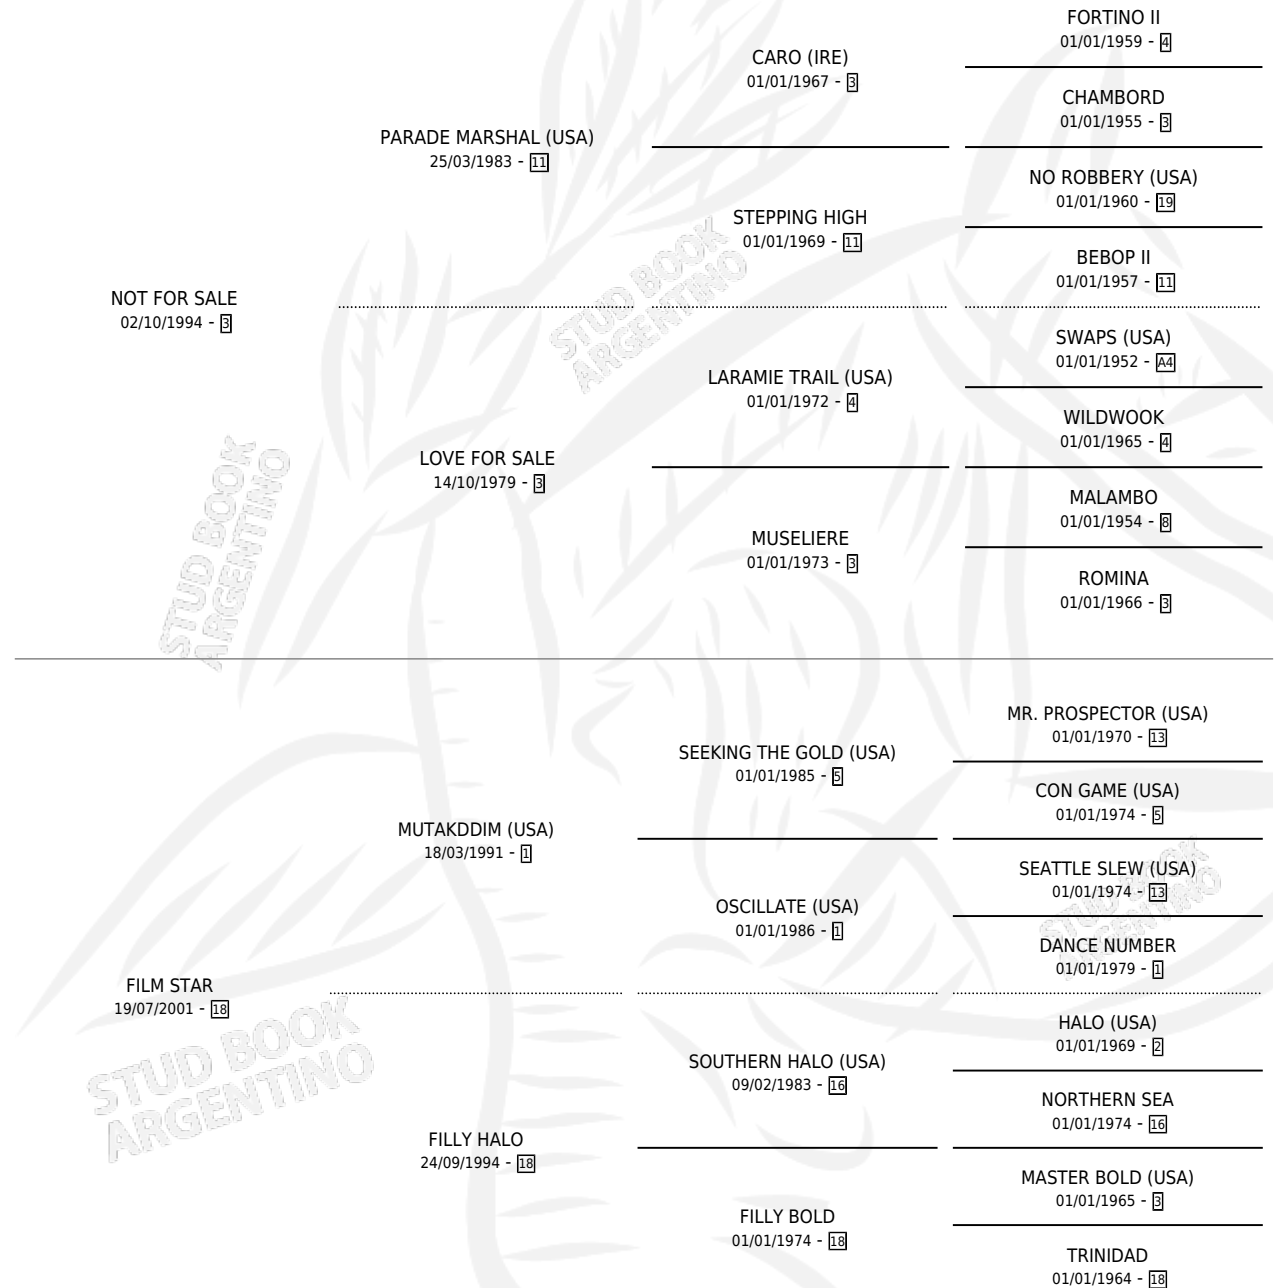 FORTINO II
01/01/1959 - 4
CARO (IRE)
01/01/1967 - 3
CHAMBORD
01/01/1955 - 3
PARADE MARSHAL (USA)
25/03/1983 - 11
NO ROBBERY (USA)
01/01/1960 - 19
STEPPING HIGH
01/01/1969 - 11
BEBOP II
01/01/1957 - 11
NOT FOR SALE
02/10/1994 - 3
STUD BOOK
ARGENTINO
SWAPS (USA)
01/01/1952 - A4
LARAMIE TRAIL (USA)
01/01/1972 - 4
WILDWOOK
01/01/1965 - 4
LOVE FOR SALE
14/10/1979 - 3
MALAMBO
01/01/1954 - 8
MUSELIERE
01/01/1973 - 3
ROMINA
01/01/1966 - 3
STUD BOOK
ARGENTINO
MR. PROSPECTOR (USA)
01/01/1970 - 13
SEEKING THE GOLD (USA)
01/01/1985 - 5
CON GAME (USA)
01/01/1974 - 5
MUTAKDDIM (USA)
18/03/1991 - 1
SEATTLE SLEW (USA)
01/01/1974 - 13
STUD BOOK
ARGENTINO
OSCILLATE (USA)
01/01/1986 - 1
DANCE NUMBER
01/01/1979 - 1
FILM STAR
19/07/2001 - 18
STUD BOOK
ARGENTINO
HALO (USA)
01/01/1969 - 2
SOUTHERN HALO (USA)
09/02/1983 - 16
NORTHERN SEA
01/01/1974 - 16
FILLY HALO
24/09/1994 - 18
MASTER BOLD (USA)
01/01/1965 - 3
FILLY BOLD
01/01/1974 - 18
TRINIDAD
01/01/1964 - 18